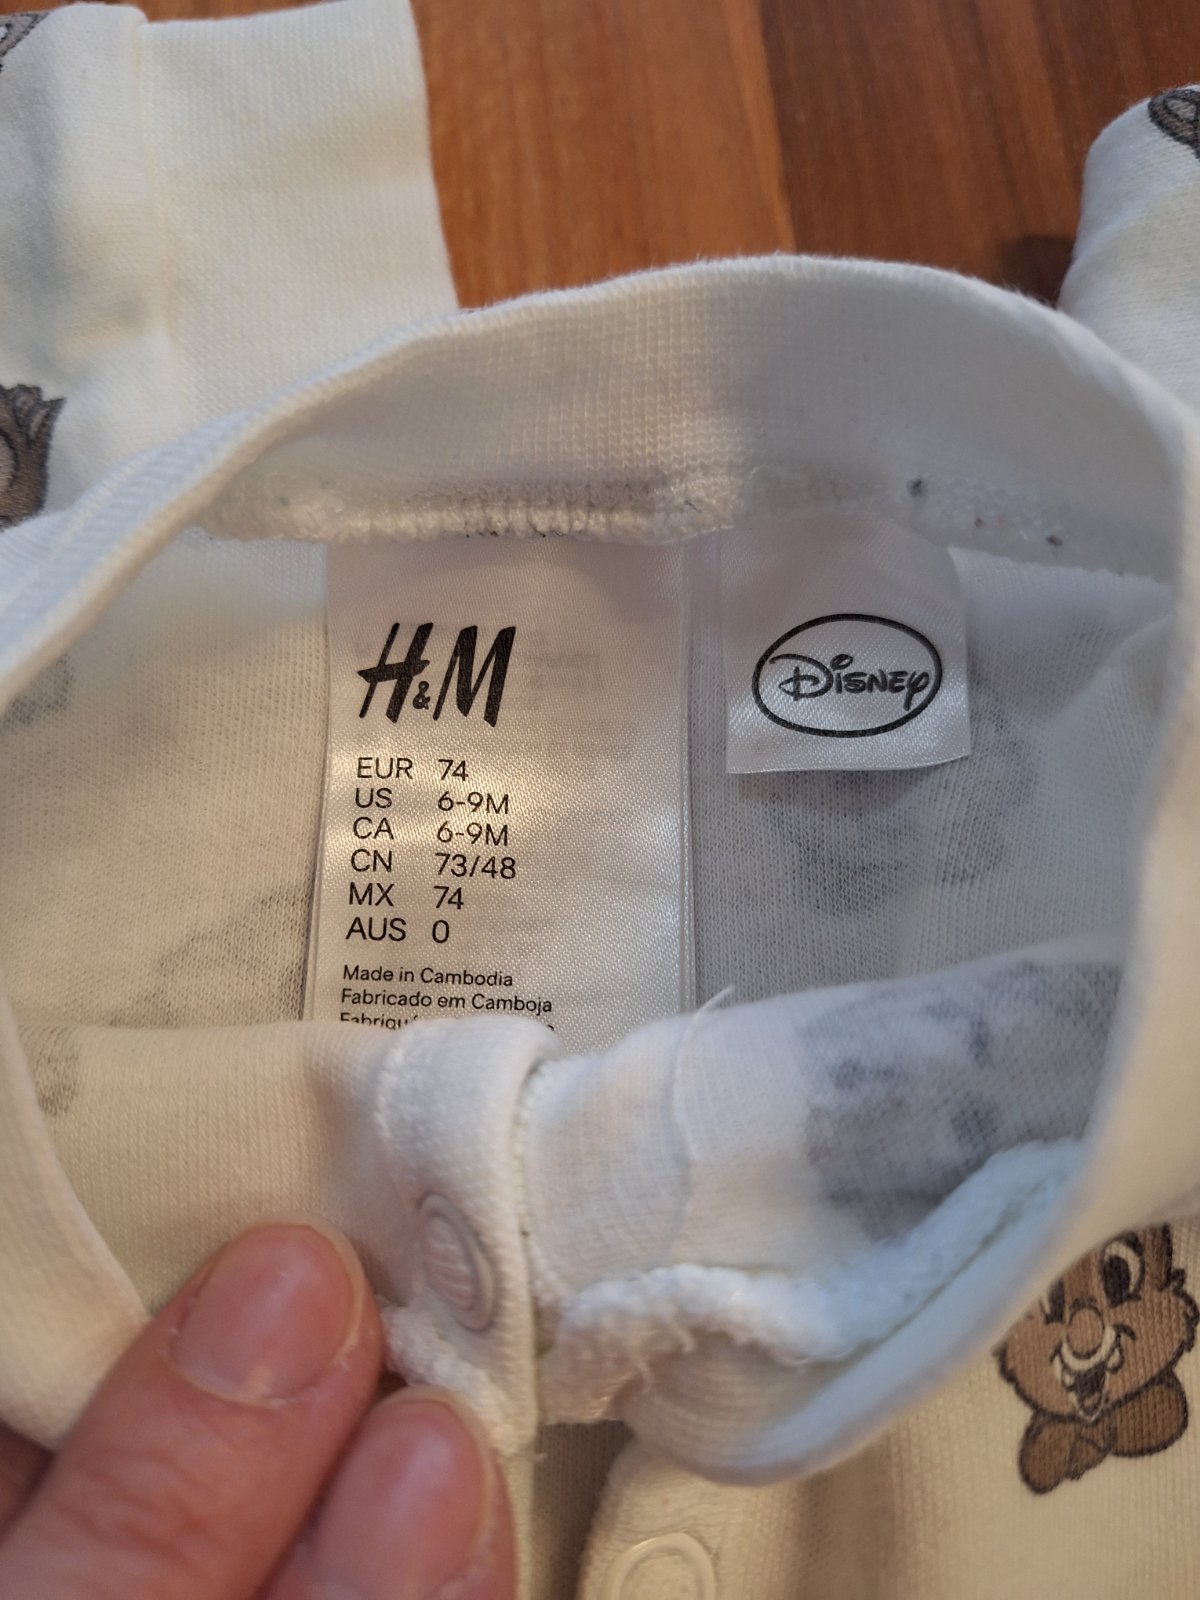 H&M
EUR 74
US 6-9M
CA 6-9M
CN 73/48
MX 74
AUS 0
Made in Cambodia
Fabricado em Camboja
Disney